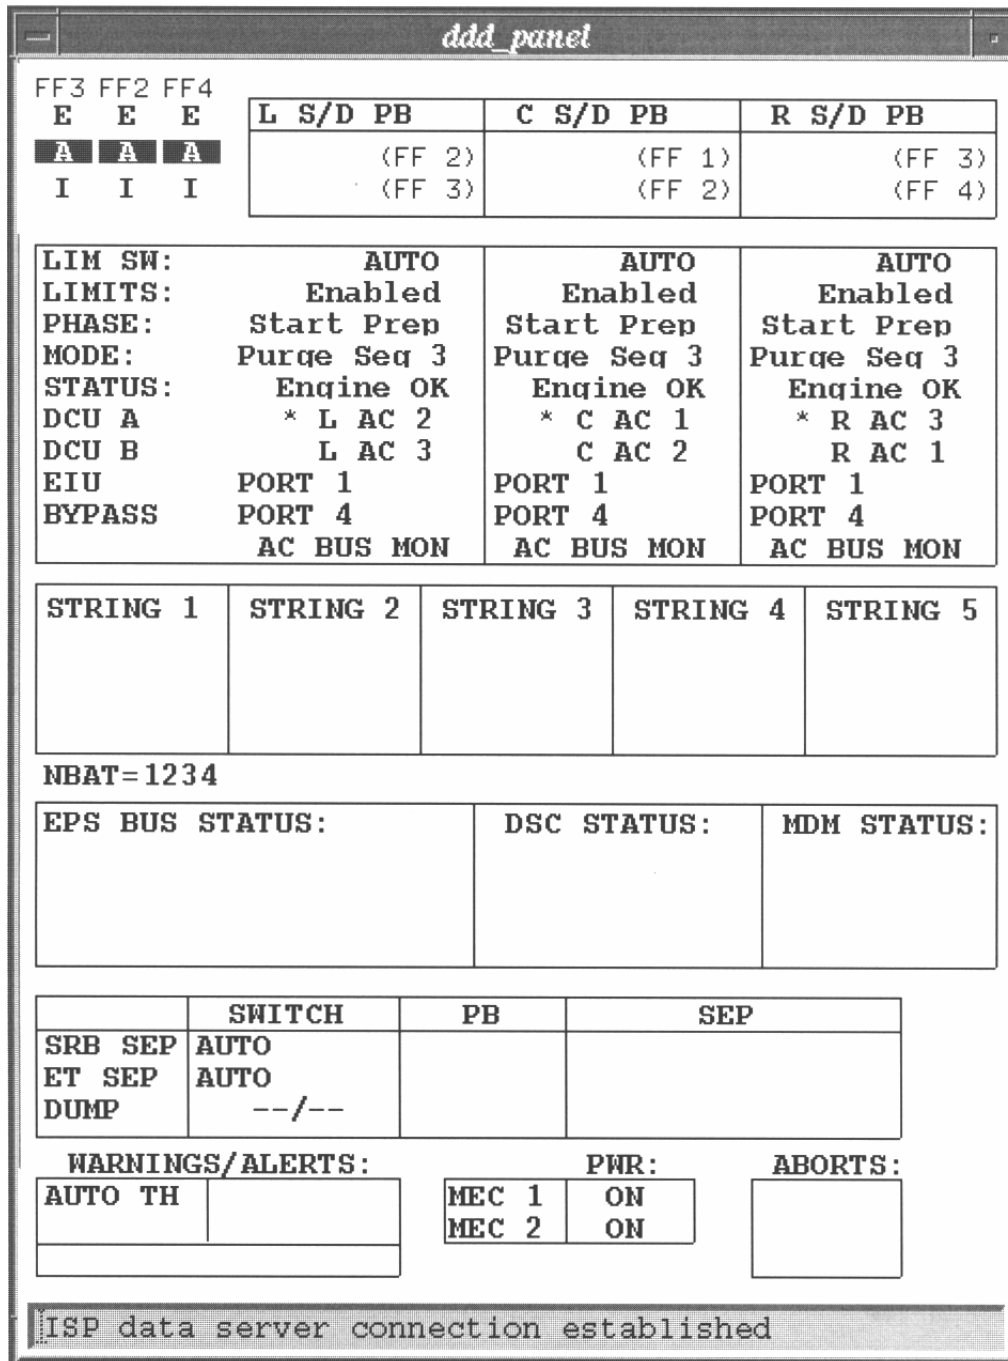 ddd_panel
FF3 FF2 FF4
E E E
A A A
I I I
L S/D PB C S/D PB R S/D PB
(FF 2) (FF 1) (FF 3)
(FF 3) (FF 2) (FF 4)
LIM SW: AUTO AUTO AUTO
LIMITS: Enabled Enabled Enabled
PHASE: Start Prep Start Prep Start Prep
MODE: Purge Seq 3 Purge Seq 3 Purge Seq 3
STATUS: Engine OK Engine OK Engine OK
DCU A * L AC 2 * C AC 1 * R AC 3
DCU B L AC 3 C AC 2 R AC 1
EIU PORT 1 PORT 1 PORT 1
BYPASS PORT 4 PORT 4 PORT 4
AC BUS MON AC BUS MON AC BUS MON
STRING 1 STRING 2 STRING 3 STRING 4 STRING 5
NBAT=1234
EPS BUS STATUS: DSC STATUS: MDM STATUS:
SWITCH PB SEP
SRB SEP AUTO
ET SEP AUTO
DUMP --/--
WARNINGS/ALERTS: PWR: ABORTS:
AUTO TH MEC 1 ON
MEC 2 ON
ISP data server connection established